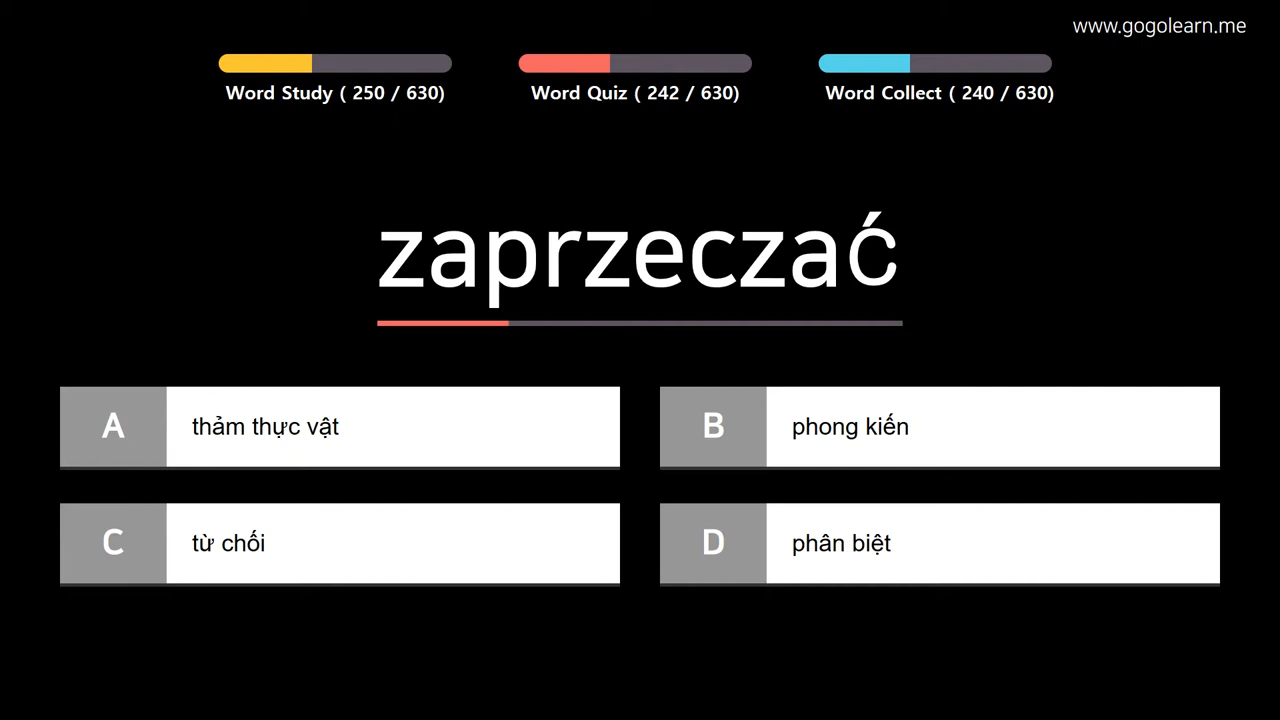 www.gogolearn.me
Word Study ( 250 / 630)
Word Quiz ( 242 / 630)
Word Collect ( 240 / 630)
zaprzeczać
A thảm thực vật
B phong kiến
C từ chối
D phân biệt